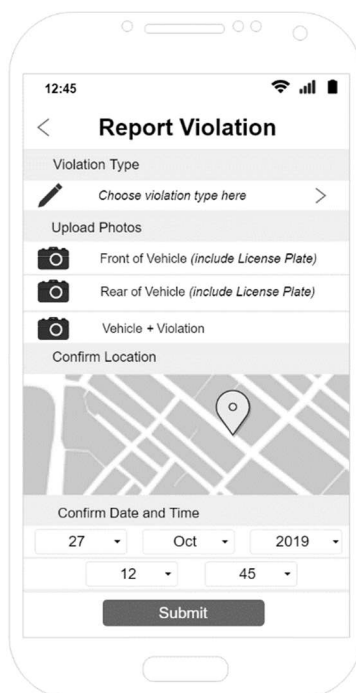 12:45
Report Violation
Violation Type
Choose violation type here
Upload Photos
Front of Vehicle (include License Plate)
Rear of Vehicle (include License Plate)
Vehicle + Violation
Confirm Location
Confirm Date and Time
27 Oct 2019
12 45
Submit